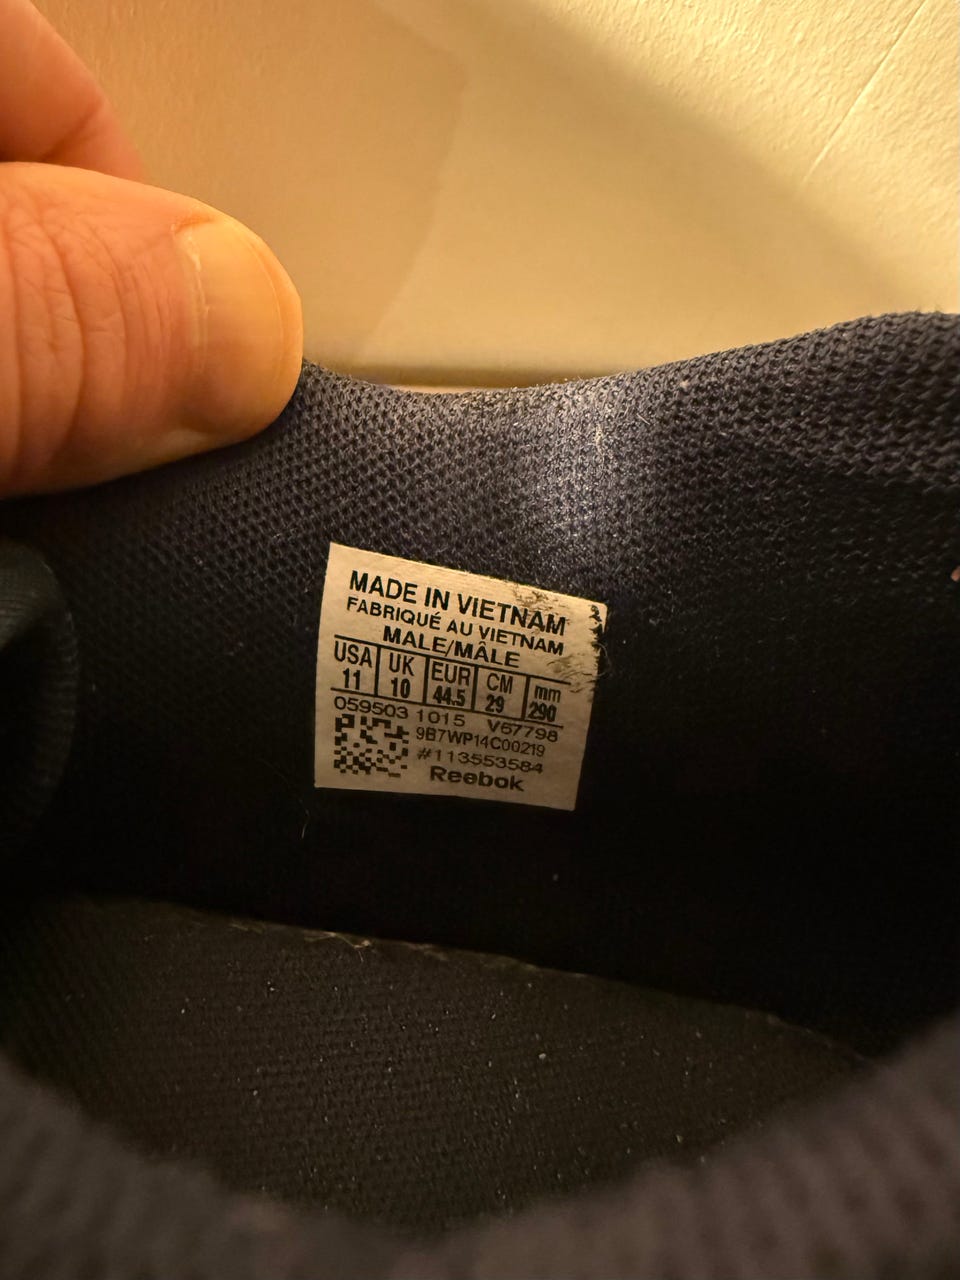 MADE IN VIETNAM
FABRIQUÉ AU VIETNAM
MALE/MÂLE
USA UK EUR CM mm
11 10 44.5 29 290
059503 1015 V67798
9B7WP14C00219
#113553584
Reebok